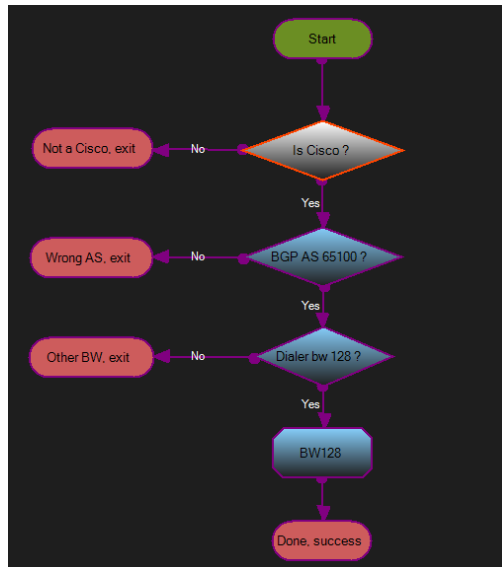 Start
Is Cisco ?
No
Not a Cisco, exit
Yes
BGP AS 65100 ?
No
Wrong AS, exit
Yes
Dialer bw 128 ?
No
Other BW, exit
Yes
BW128
Done, success